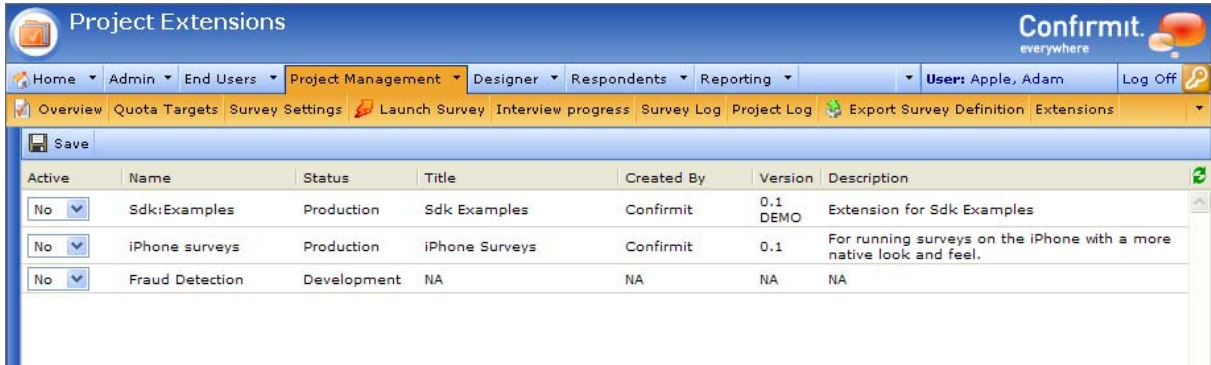 Project Extensions
Confirmit.
everywhere
Home Admin End Users Project Management Designer Respondents Reporting User: Apple, Adam Log Off
Overview Quota Targets Survey Settings Launch Survey Interview progress Survey Log Project Log Export Survey Definition Extensions
Save
Active Name Status Title Created By Version Description
No Sdk:Examples Production Sdk Examples Confirmit 0.1 DEMO Extension for Sdk Examples
No iPhone surveys Production iPhone Surveys Confirmit 0.1 For running surveys on the iPhone with a more
native look and feel.
No Fraud Detection Development NA NA NA NA